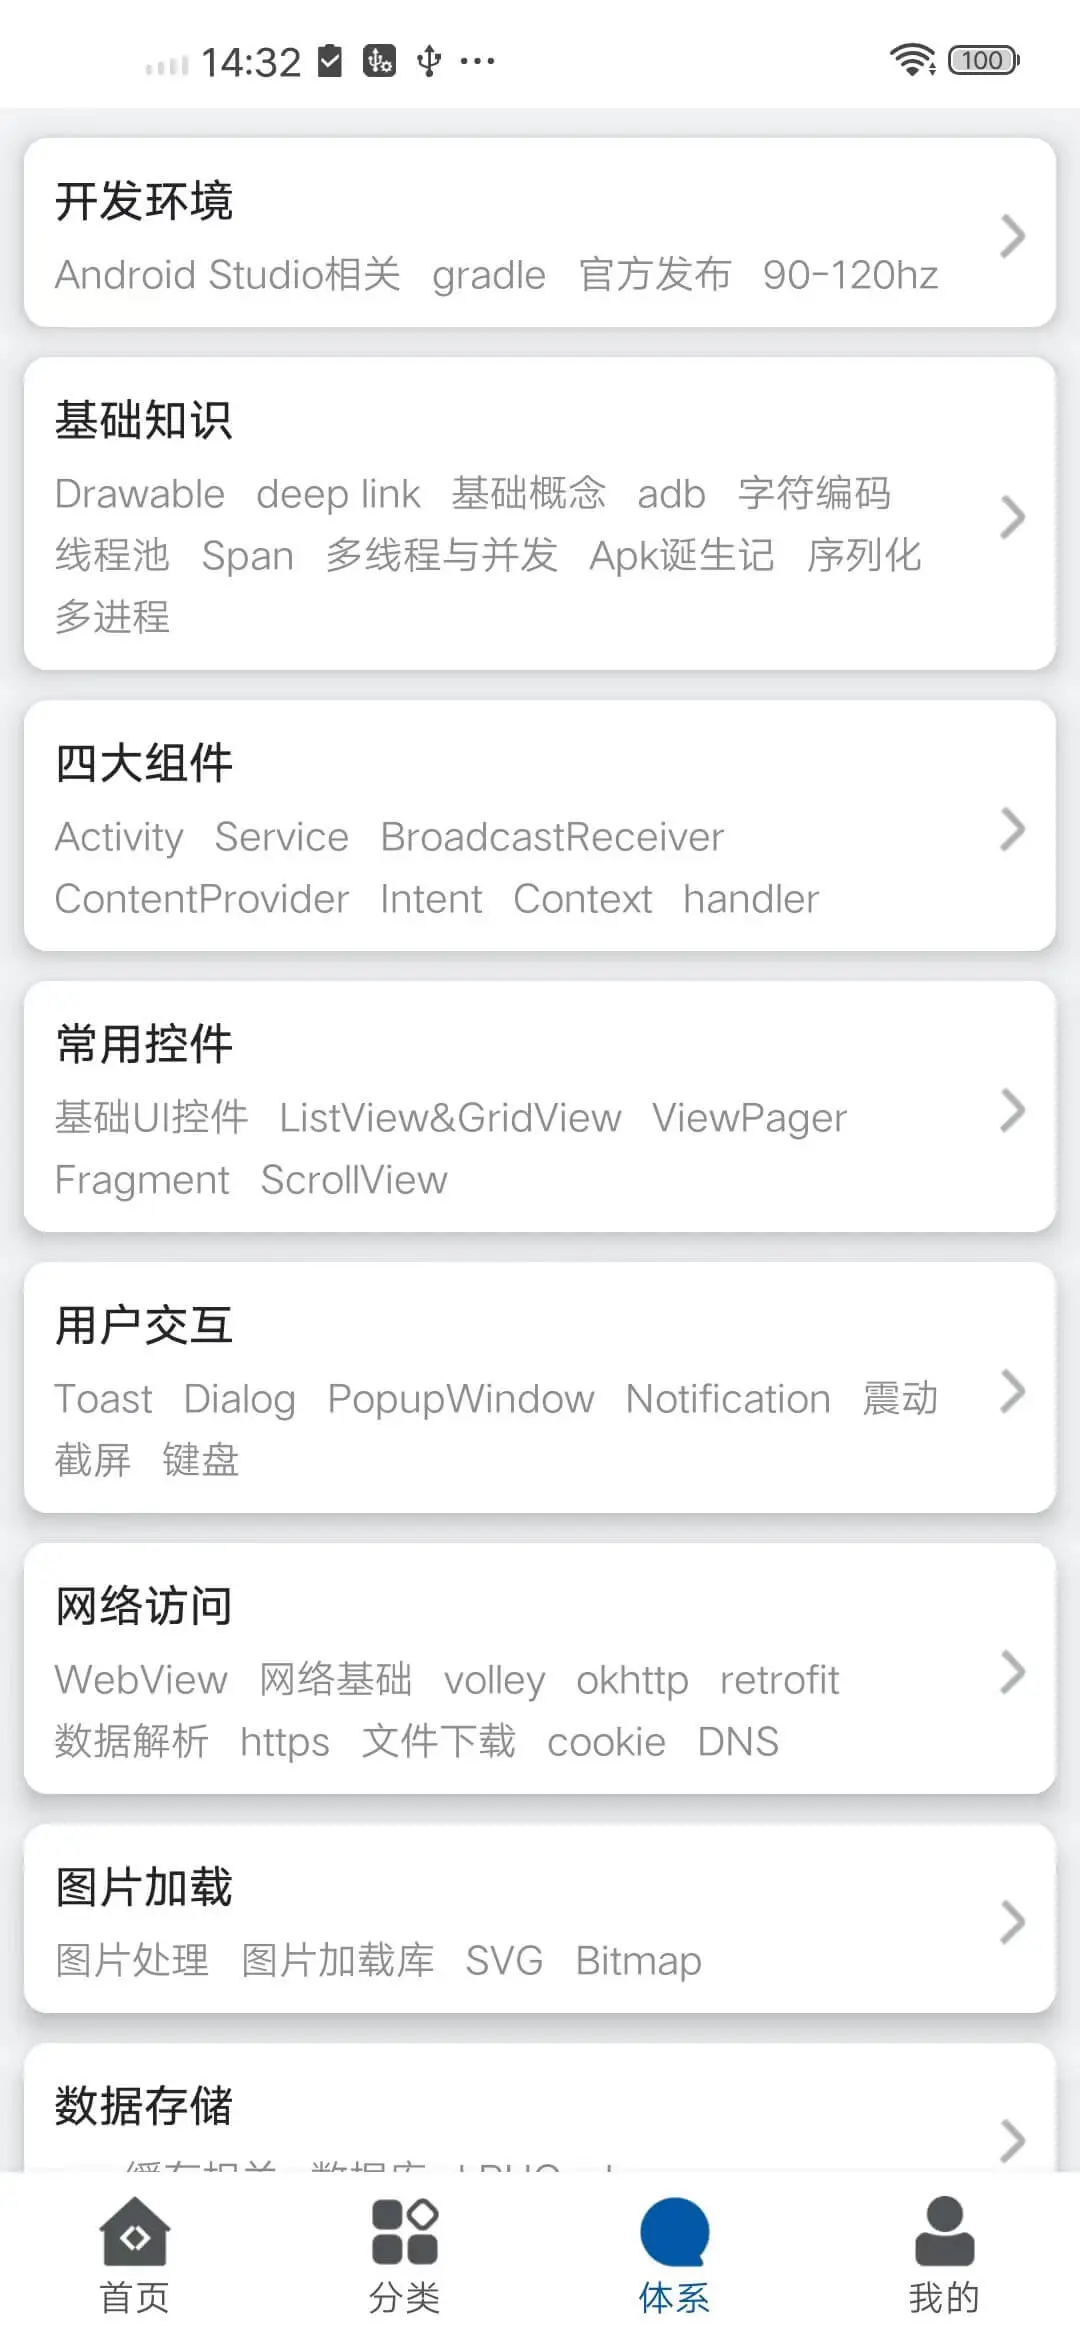 14:32
100
开发环境
Android Studio相关 gradle 官方发布 90-120hz
基础知识
Drawable deep link 基础概念 adb 字符编码
线程池 Span 多线程与并发 Apk诞生记 序列化
多进程
四大组件
Activity Service BroadcastReceiver
ContentProvider Intent Context handler
常用控件
基础UI控件 ListView&GridView ViewPager
Fragment ScrollView
用户交互
Toast Dialog PopupWindow Notification 震动
截屏 键盘
网络访问
WebView 网络基础 volley okhttp retrofit
数据解析 https 文件下载 cookie DNS
图片加载
图片处理 图片加载库 SVG Bitmap
数据存储
缓存相关 数据库
首页 分类 体系 我的